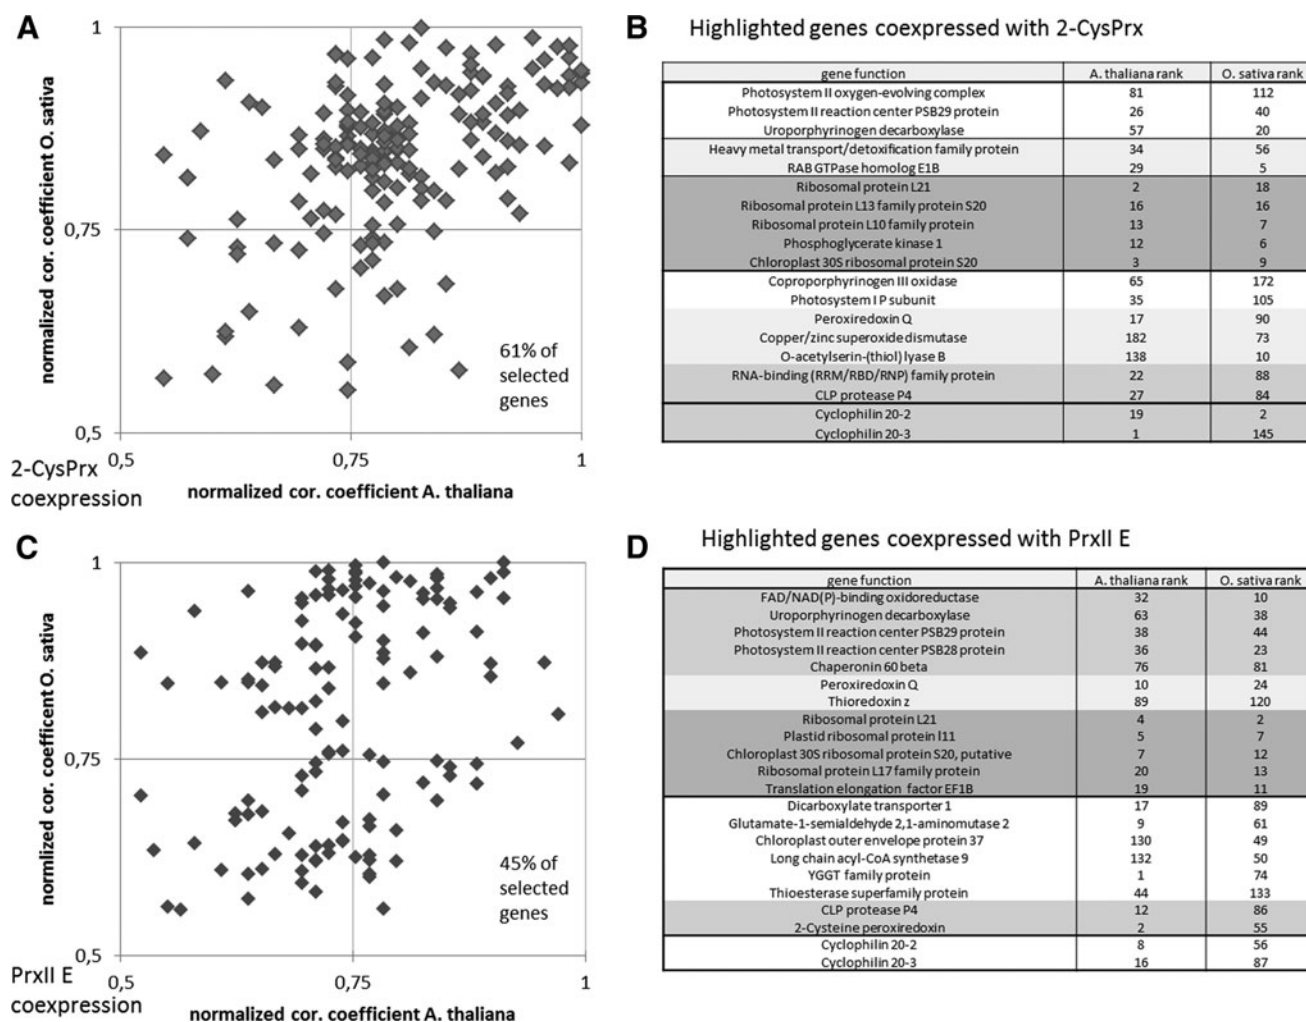 A
1
0,75
0,5
0,5
0,75
1
normalized cor. coefficient O. sativa
normalized cor. coefficient A. thaliana
2-CysPrx
coexpression
61% of
selected
genes
B
Highlighted genes coexpressed with 2-CysPrx
gene function A. thaliana rank O. sativa rank
Photosystem II oxygen-evolving complex 81 112
Photosystem II reaction center PSB29 protein 26 40
Uroporphyrinogen decarboxylase 57 20
Heavy metal transport/detoxification family protein 34 56
RAB GTPase homolog E1B 29 5
Ribosomal protein L21 2 18
Ribosomal protein L13 family protein S20 16 16
Ribosomal protein L10 family protein 13 7
Phosphoglycerate kinase 1 12 6
Chloroplast 30S ribosomal protein S20 3 9
Coproporphyrinogen III oxidase 65 172
Photosystem I P subunit 35 105
Peroxiredoxin Q 17 90
Copper/zinc superoxide dismutase 182 73
O-acetylserin-(thiol) lyase B 138 10
RNA-binding (RRM/RBD/RNP) family protein 22 88
CLP protease P4 27 84
Cyclophilin 20-2 19 2
Cyclophilin 20-3 1 145
C
1
0,75
0,5
0,5
0,75
1
normlized cor. coefficent O. sativa
normalized cor. coefficient A. thaliana
PrxII E
coexpression
45% of
selected
genes
D
Highlighted genes coexpressed with PrxII E
gene function A. thaliana rank O. sativa rank
FAD/NAD(P)-binding oxidoreductase 32 10
Uroporphyrinogen decarboxylase 63 38
Photosystem II reaction center PSB29 protein 38 44
Photosystem II reaction center PSB28 protein 36 23
Chaperonin 60 beta 76 81
Peroxiredoxin Q 10 24
Thioredoxin z 89 120
Ribosomal protein L21 4 2
Plastid ribosomal protein l11 5 7
Chloroplast 30S ribosomal protein S20, putative 7 12
Ribosomal protein L17 family protein 20 13
Translation elongation factor EF1B 19 11
Dicarboxylate transporter 1 17 89
Glutamate-1-semialdehyde 2,1-aminomutase 2 9 61
Chloroplast outer envelope protein 37 130 49
Long chain acyl-CoA synthetase 9 132 50
YGGT family protein 1 74
Thioesterase superfamily protein 44 133
CLP protease P4 12 86
2-Cysteine peroxiredoxin 2 55
Cyclophilin 20-2 8 56
Cyclophilin 20-3 16 87